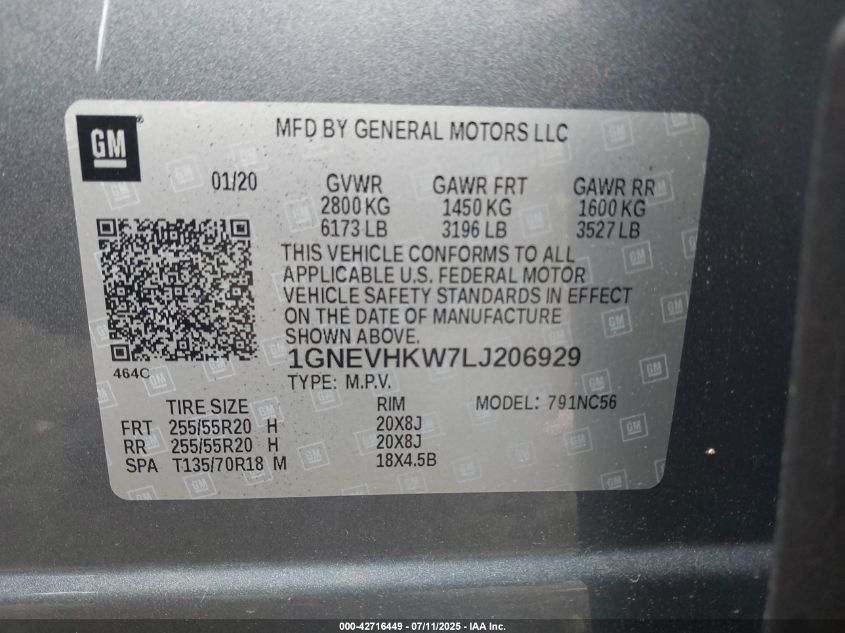 GM
MFD BY GENERAL MOTORS LLC
01/20 GVWR GAWR FRT GAWR RR
2800 KG 1450 KG 1600 KG
6173 LB 3196 LB 3527 LB
THIS VEHICLE CONFORMS TO ALL
APPLICABLE U.S. FEDERAL MOTOR
VEHICLE SAFETY STANDARDS IN EFFECT
ON THE DATE OF MANUFACTURE
SHOWN ABOVE.
1GNEVHKW7LJ206929
464C
TYPE: M.P.V.
TIRE SIZE RIM MODEL: 791NC56
FRT 255/55R20 H 20X8J
RR 255/55R20 H 20X8J
SPA T135/70R18 M 18X4.5B
000-42716449 - 07/11/2025 - IAA Inc.